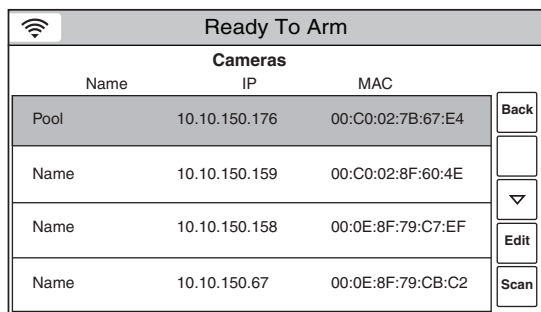 Ready To Arm
Cameras
Name IP MAC
Pool 10.10.150.176 00:C0:02:7B:67:E4
Back
Name 10.10.150.159 00:C0:02:8F:60:4E
Name 10.10.150.158 00:0E:8F:79:C7:EF
Edit
Name 10.10.150.67 00:0E:8F:79:CB:C2
Scan